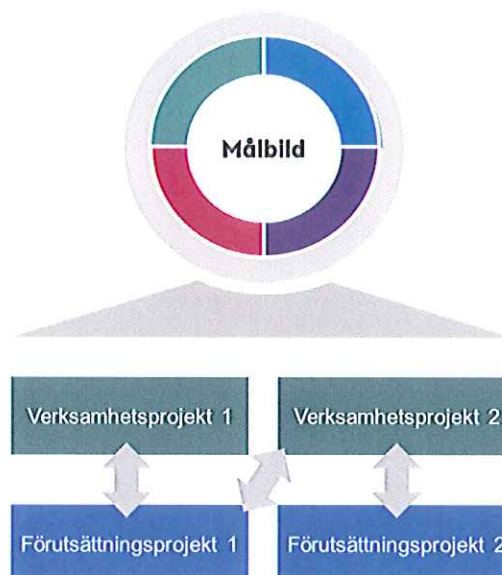 Målbild
Verksamhetsprojekt 1
Verksamhetsprojekt 2
Förutsättningsprojekt 1
Förutsättningsprojekt 2